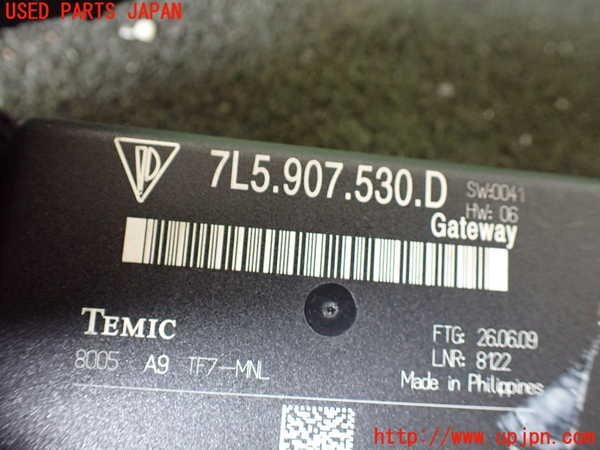 USED PARTS JAPAN
7L5.907.530.D
SW:0041
HW: 06
Gateway
TEMIC
8005 A9 TF7-MNL
FTG: 26.06.09
LNR: 8122
Made in Philippines
http://www.upjpn.com/